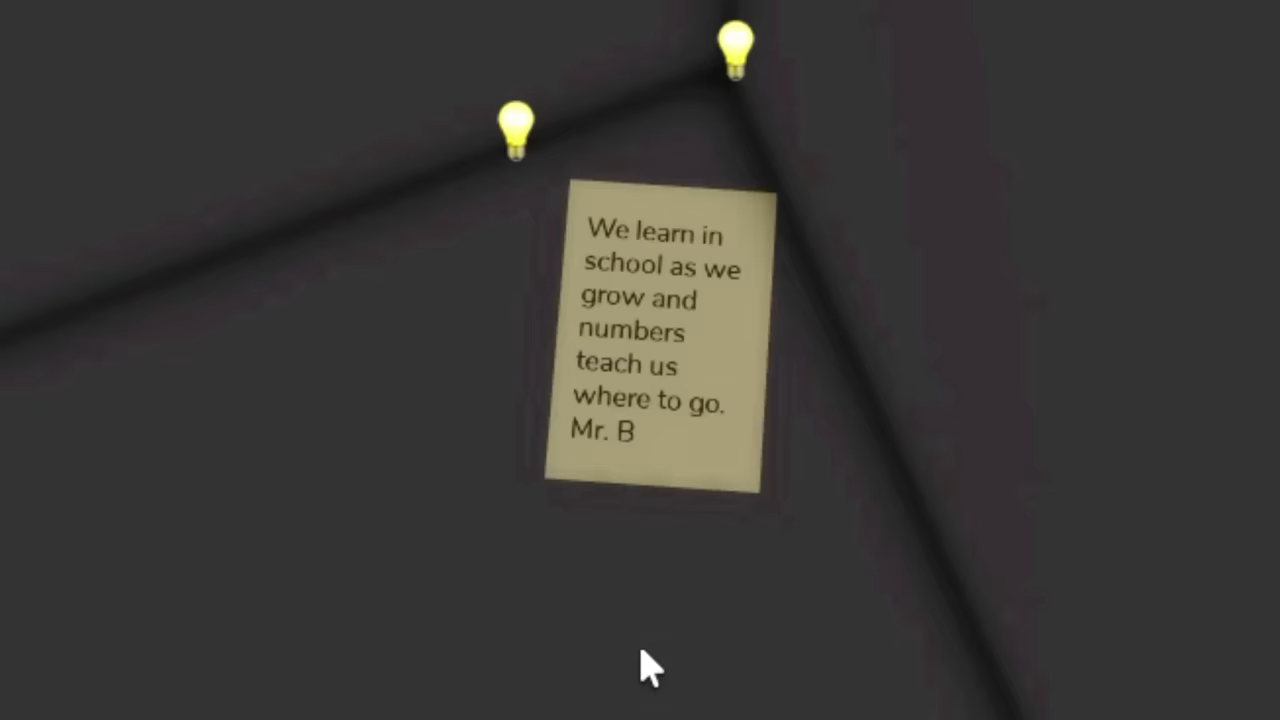 We learn in
school as we
grow and
numbers
teach us
where to go.
Mr. B